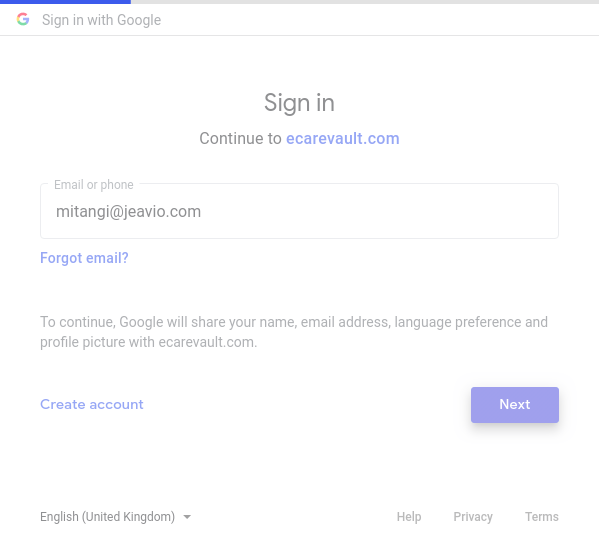 Sign in with Google
Sign in
Continue to ecarevault.com
Email or phone
mitangi@jeavio.com
Forgot email?
To continue, Google will share your name, email address, language preference and
profile picture with ecarevault.com.
Create account
Next
English (United Kingdom)
Help
Privacy
Terms